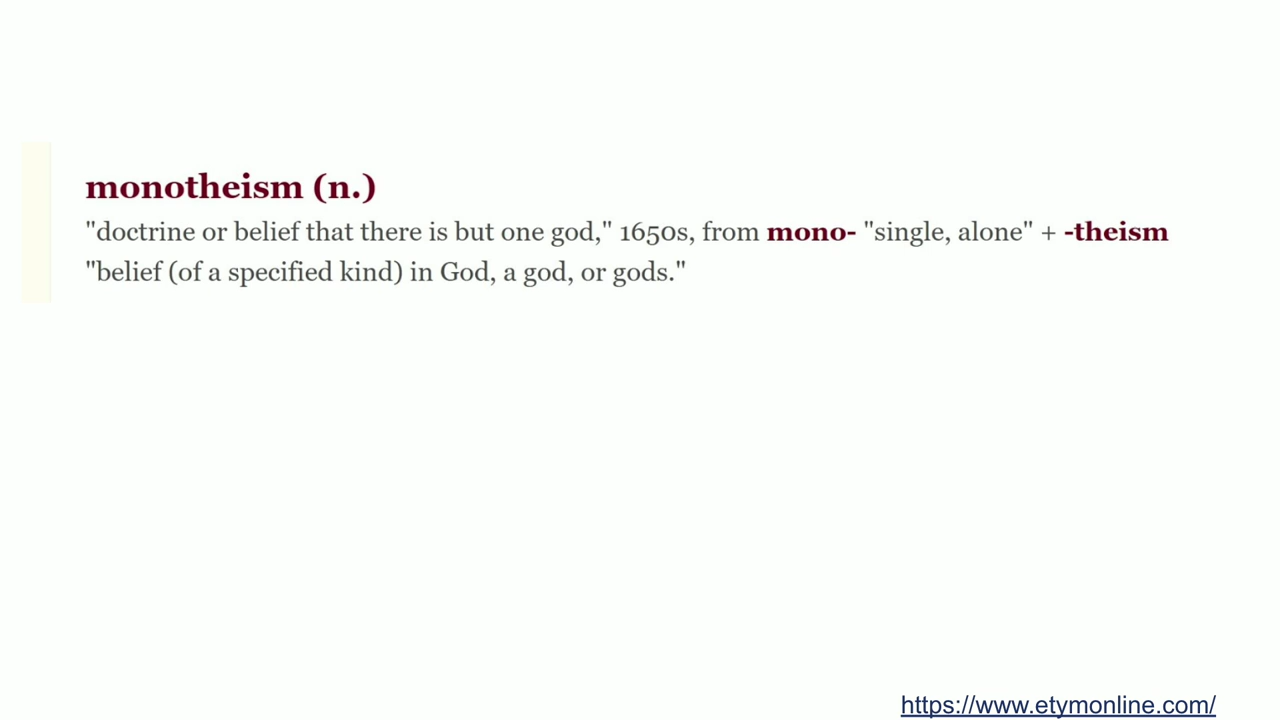 monotheism (n.)
"doctrine or belief that there is but one god," 1650s, from mono- "single, alone" + -theism
"belief (of a specified kind) in God, a god, or gods."
https://www.etymonline.com/